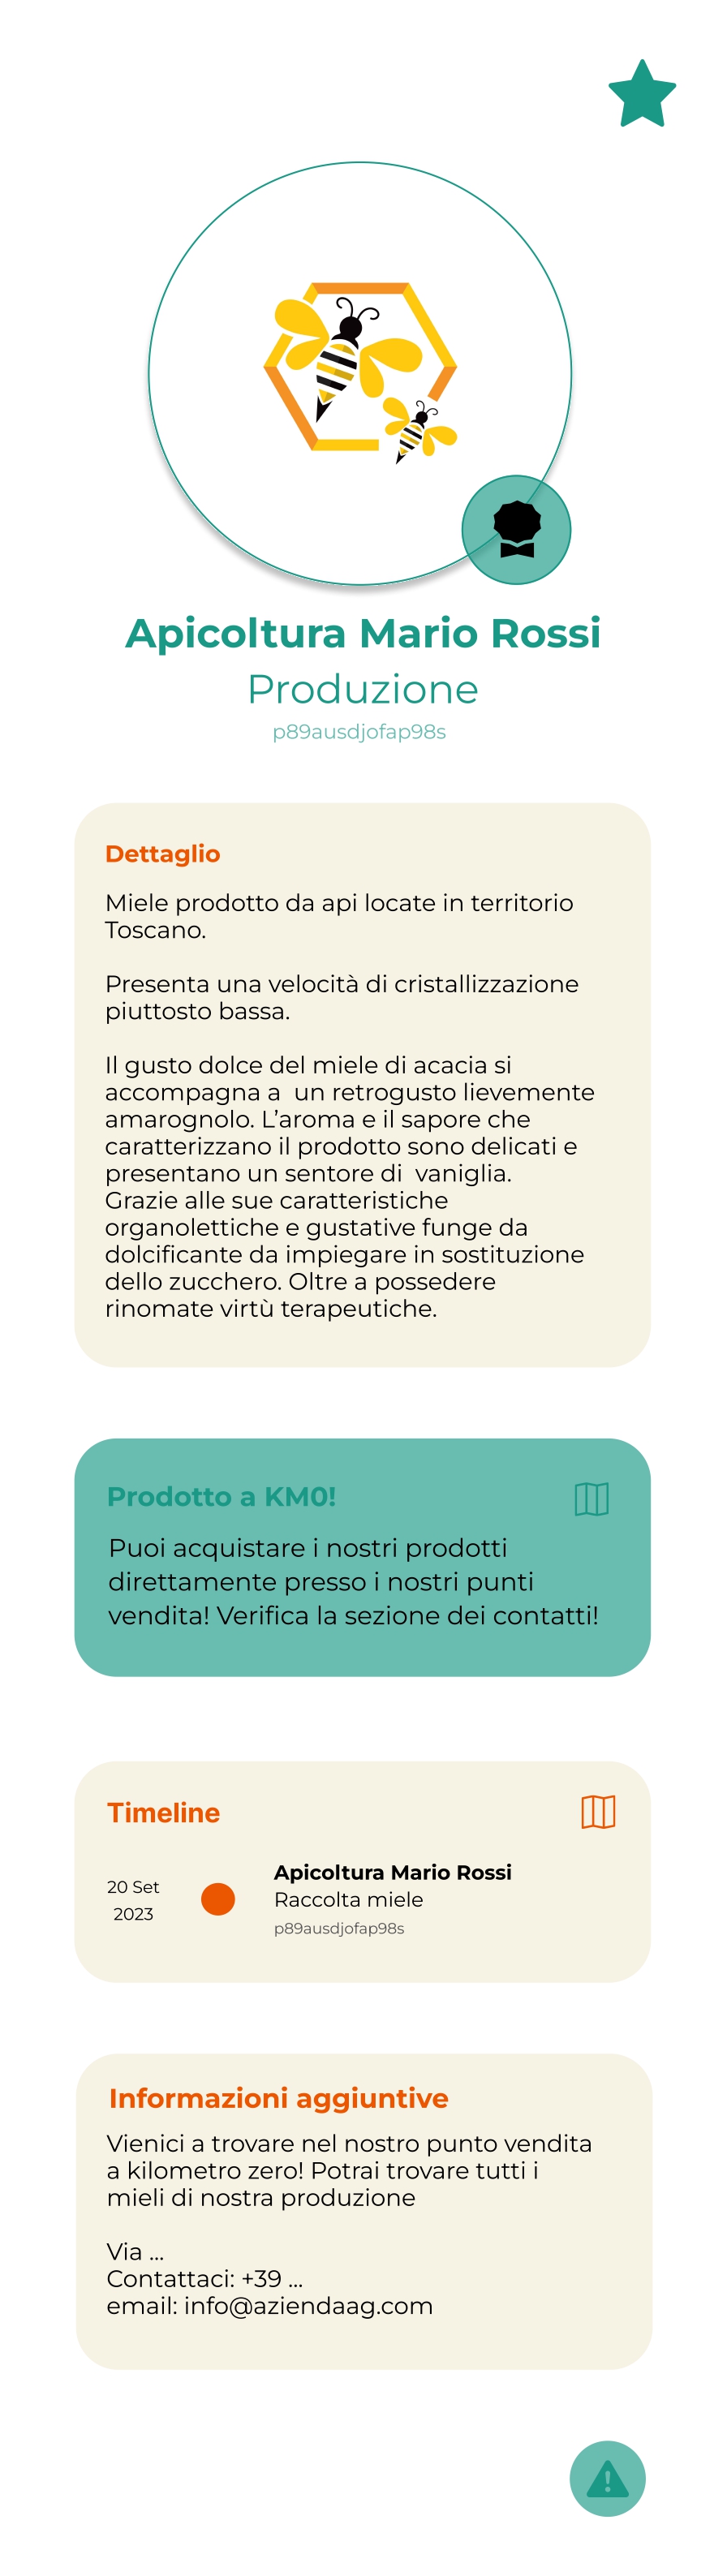 Apicoltura Mario Rossi
Produzione
p89ausdjofap98s
Dettaglio
Miele prodotto da api locate in territorio
Toscano.
Presenta una velocità di cristallizzazione
piuttosto bassa.
Il gusto dolce del miele di acacia si
accompagna a  un retrogusto lievemente
amarognolo. L’aroma e il sapore che
caratterizzano il prodotto sono delicati e
presentano un sentore di  vaniglia.
Grazie alle sue caratteristiche
organolettiche e gustative funge da
dolcificante da impiegare in sostituzione
dello zucchero. Oltre a possedere
rinomate virtù terapeutiche.
Prodotto a KM0!
Puoi acquistare i nostri prodotti
direttamente presso i nostri punti
vendita! Verifica la sezione dei contatti!
Timeline
20 Set
2023
Apicoltura Mario Rossi
Raccolta miele
p89ausdjofap98s
Informazioni aggiuntive
Vienici a trovare nel nostro punto vendita
a kilometro zero! Potrai trovare tutti i
mieli di nostra produzione
Via ...
Contattaci: +39 ...
email: info@aziendaag.com